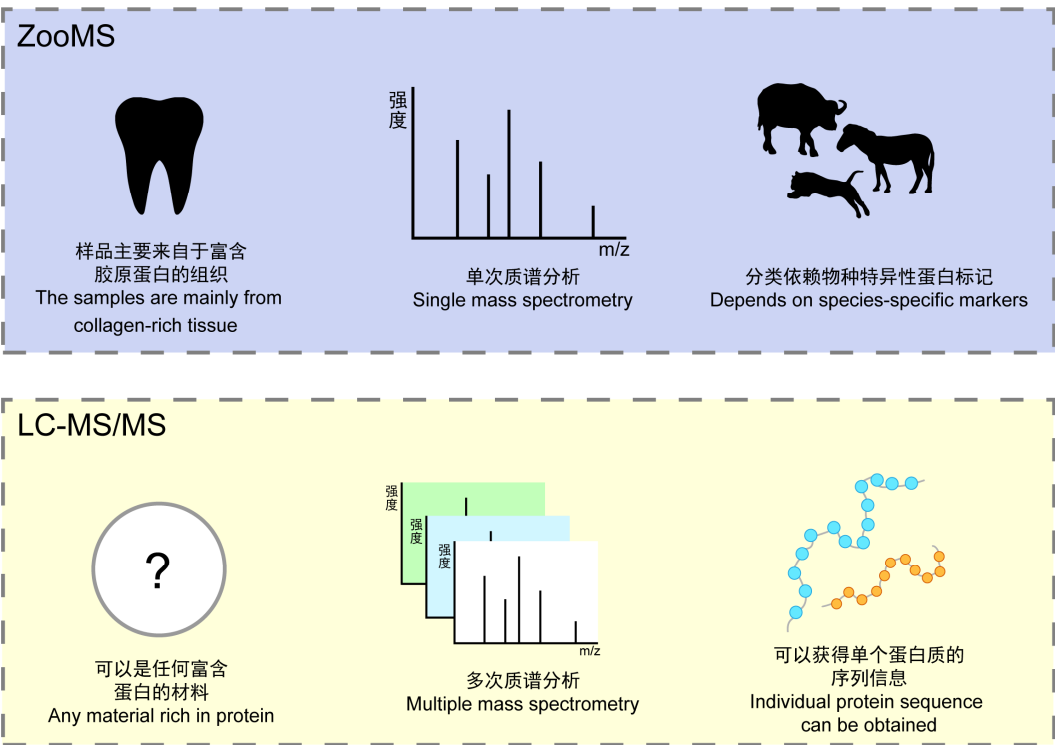 ZooMS
强度
m/z
样品主要来自于富含
胶原蛋白的组织
The samples are mainly from
collagen-rich tissue
单次质谱分析
Single mass spectrometry
分类依赖物种特异性蛋白标记
Depends on species-specific markers
LC-MS/MS
?
强度
强度
强度
m/z
可以是任何富含
蛋白的材料
Any material rich in protein
多次质谱分析
Multiple mass spectrometry
可以获得单个蛋白质的
序列信息
Individual protein sequence
can be obtained